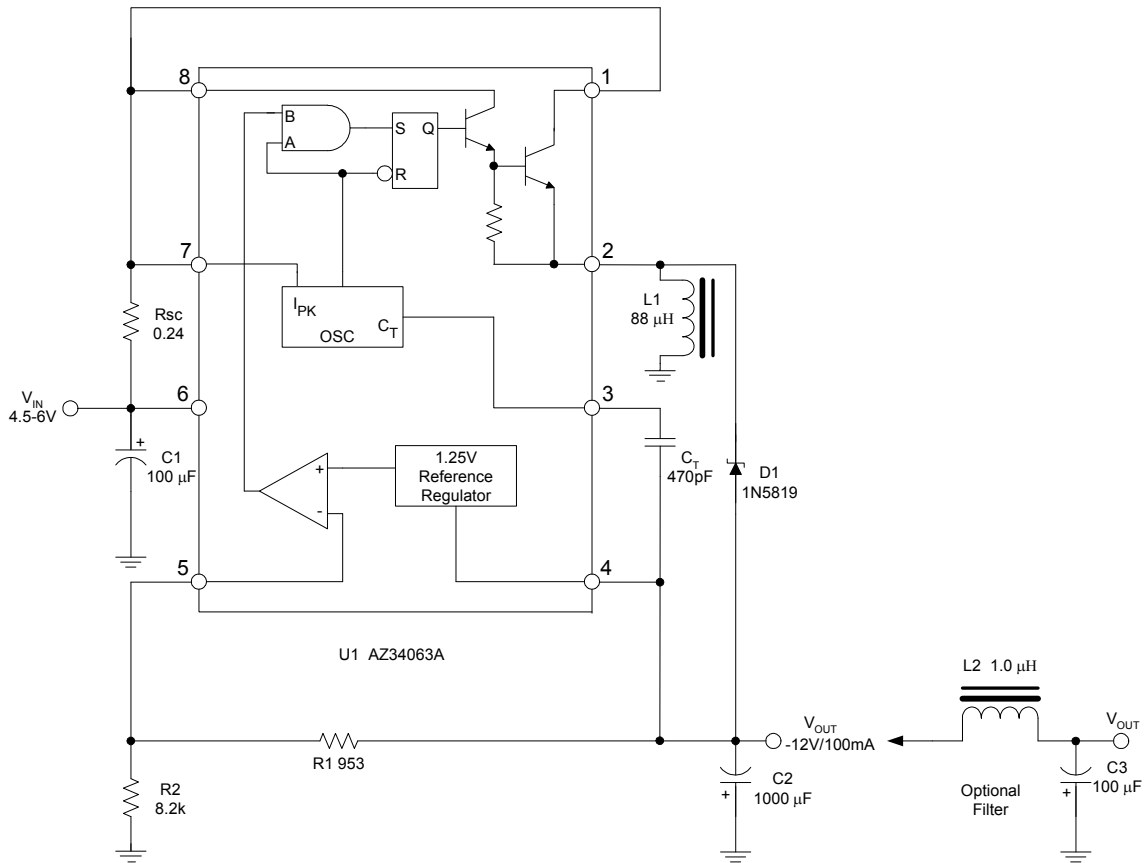 8
1
B
A
S Q
R
7
2
I PK
C T
OSC
L1
88 μH
Rsc
0.24
V IN
4.5-6V
6
3
C1
100 μF
+
+
-
1.25V
Reference
Regulator
C T
470pF
D1
1N5819
5
4
U1 AZ34063A
L2 1.0 μH
V OUT
-12V/100mA
V OUT
R1 953
R2
8.2k
C2
1000 μF
+
Optional
Filter
C3
100 μF
+